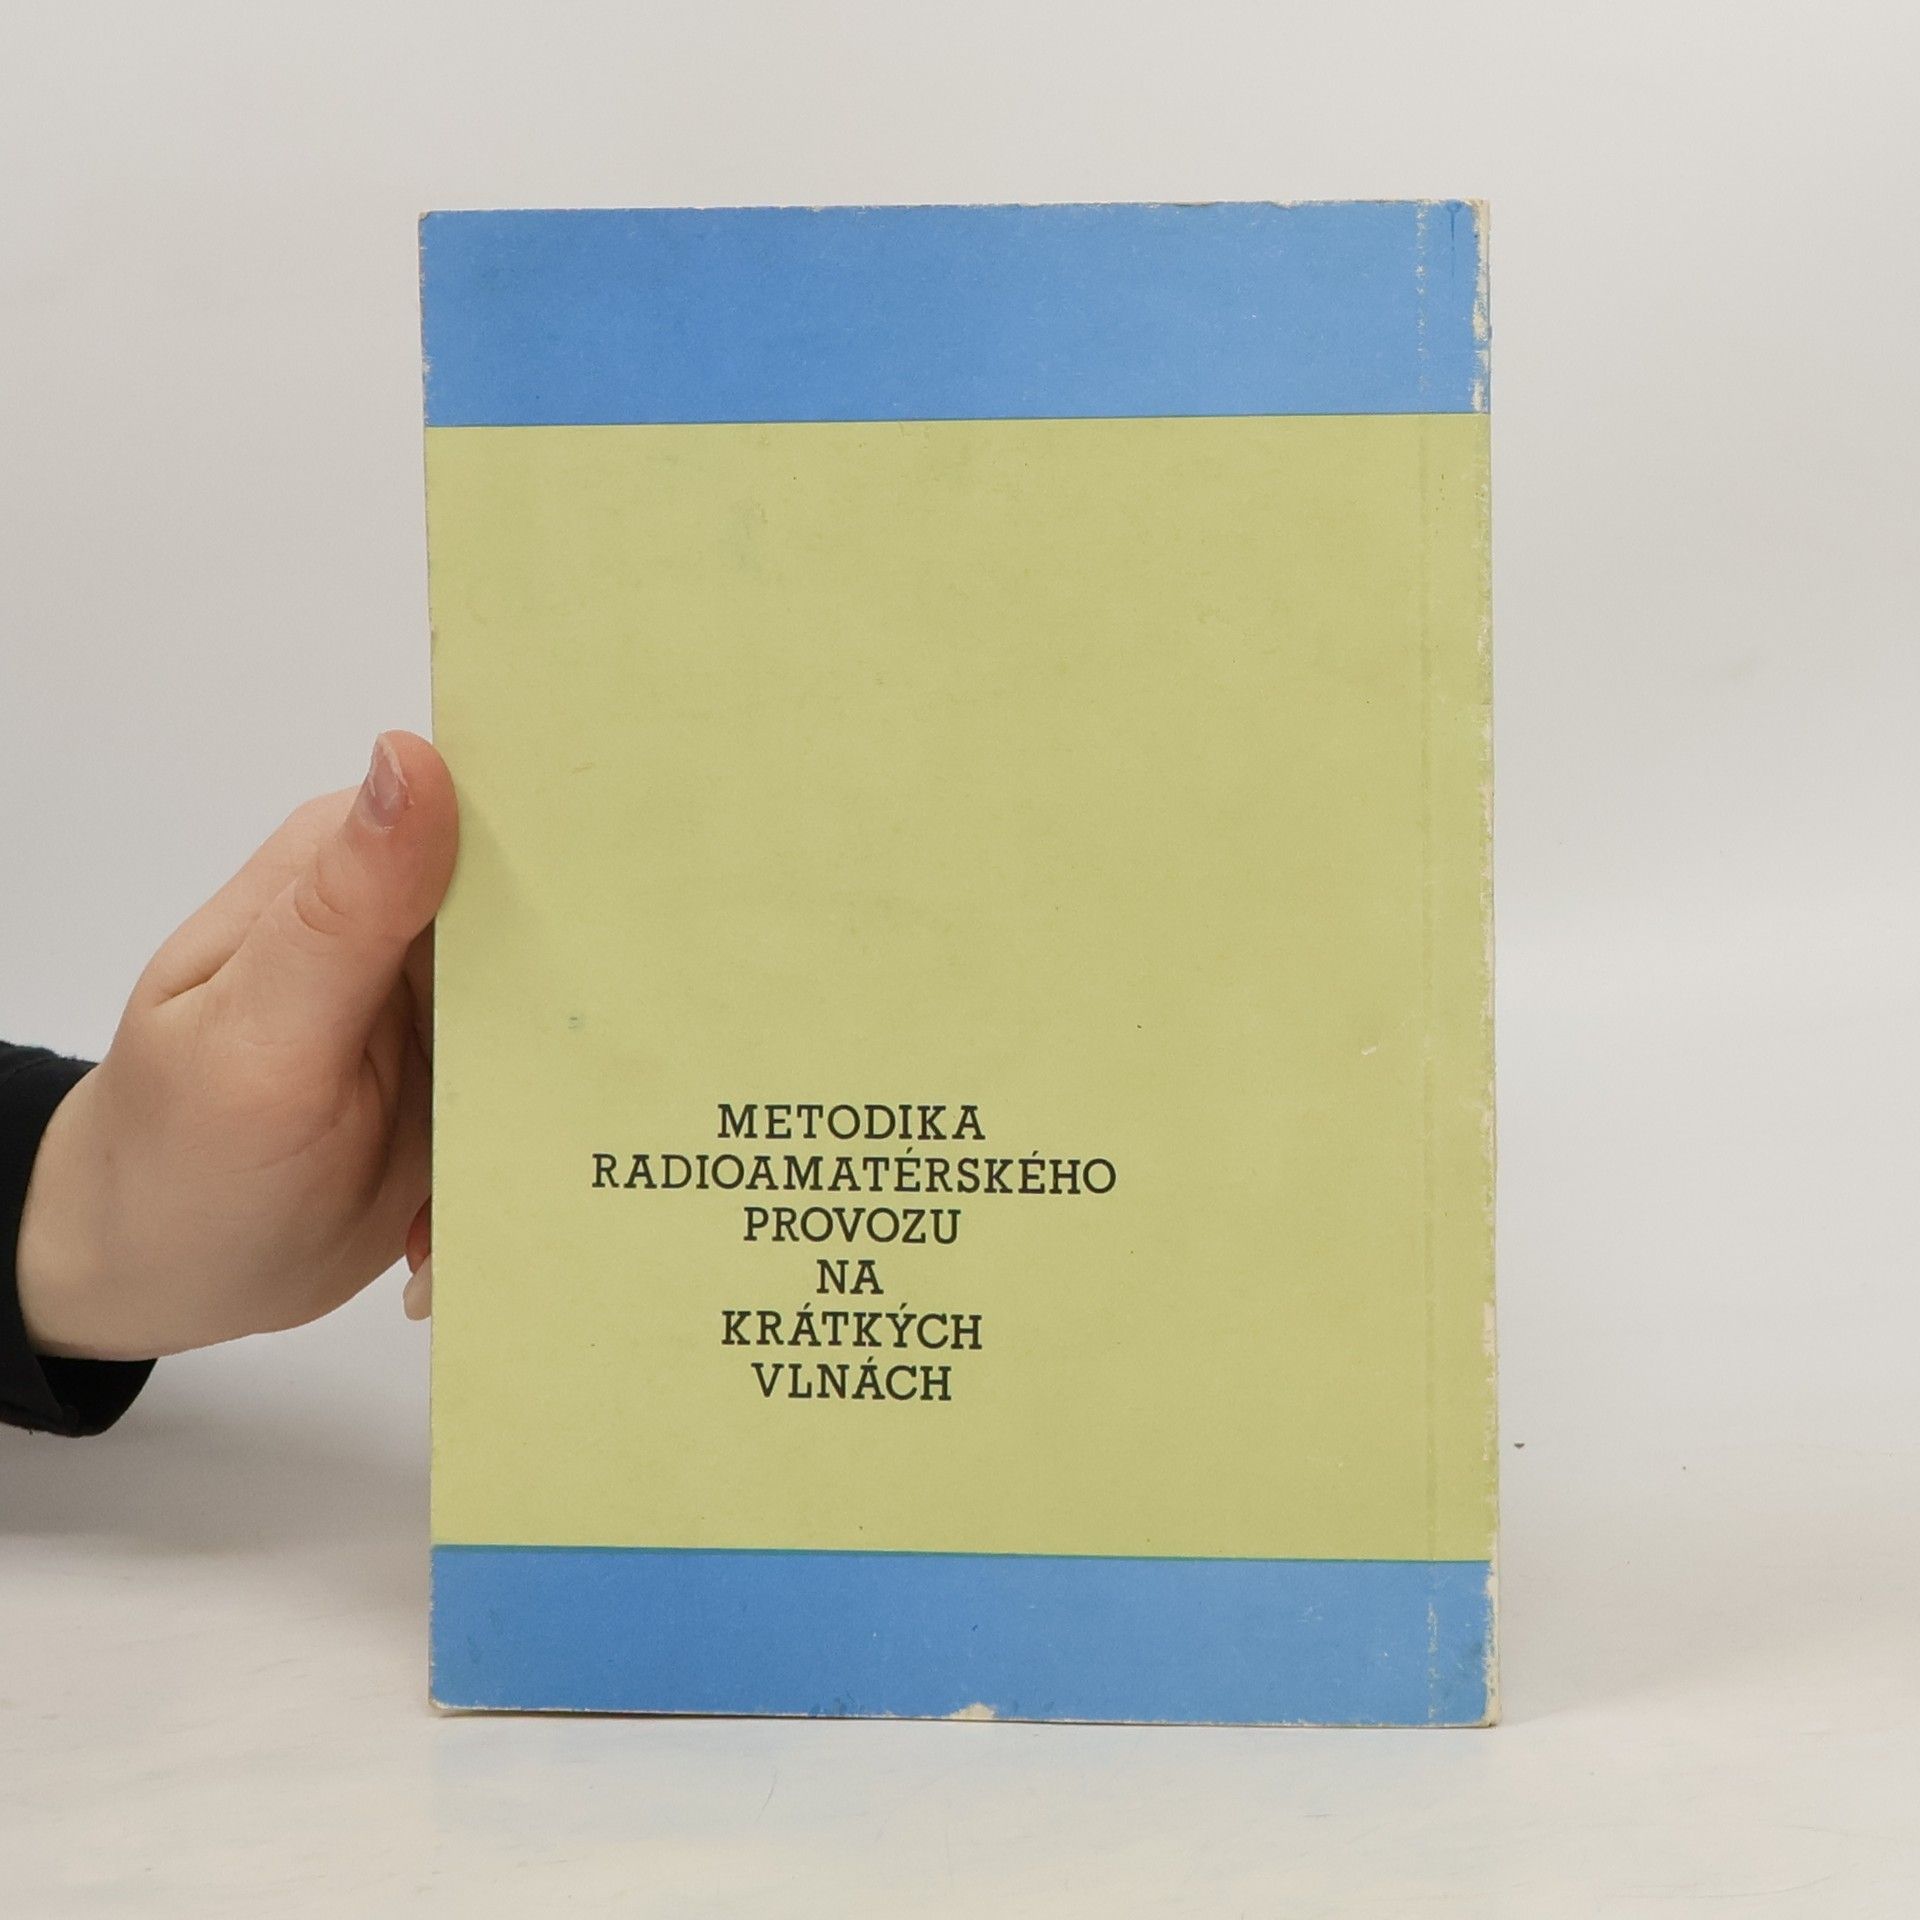 METODIKA
RADIOAMATÉRSKÉHO
PROVOZU
NA
KRÁTKÝCH
VLNÁCH